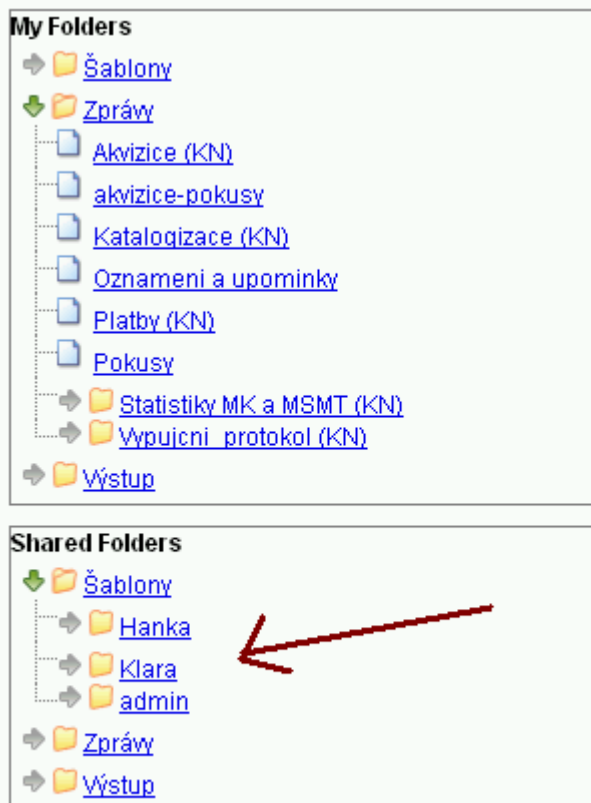 My Folders
Šablony
Zprávy
Akvizice (KN)
akvizice-pokusy
Katalogizace (KN)
Oznameni a upominky
Platby (KN)
Pokusy
Statistiky MK a MSMT (KN)
Vypujcni_protokol (KN)
Výstup
Shared Folders
Šablony
Hanka
Klara
admin
Zprávy
Výstup